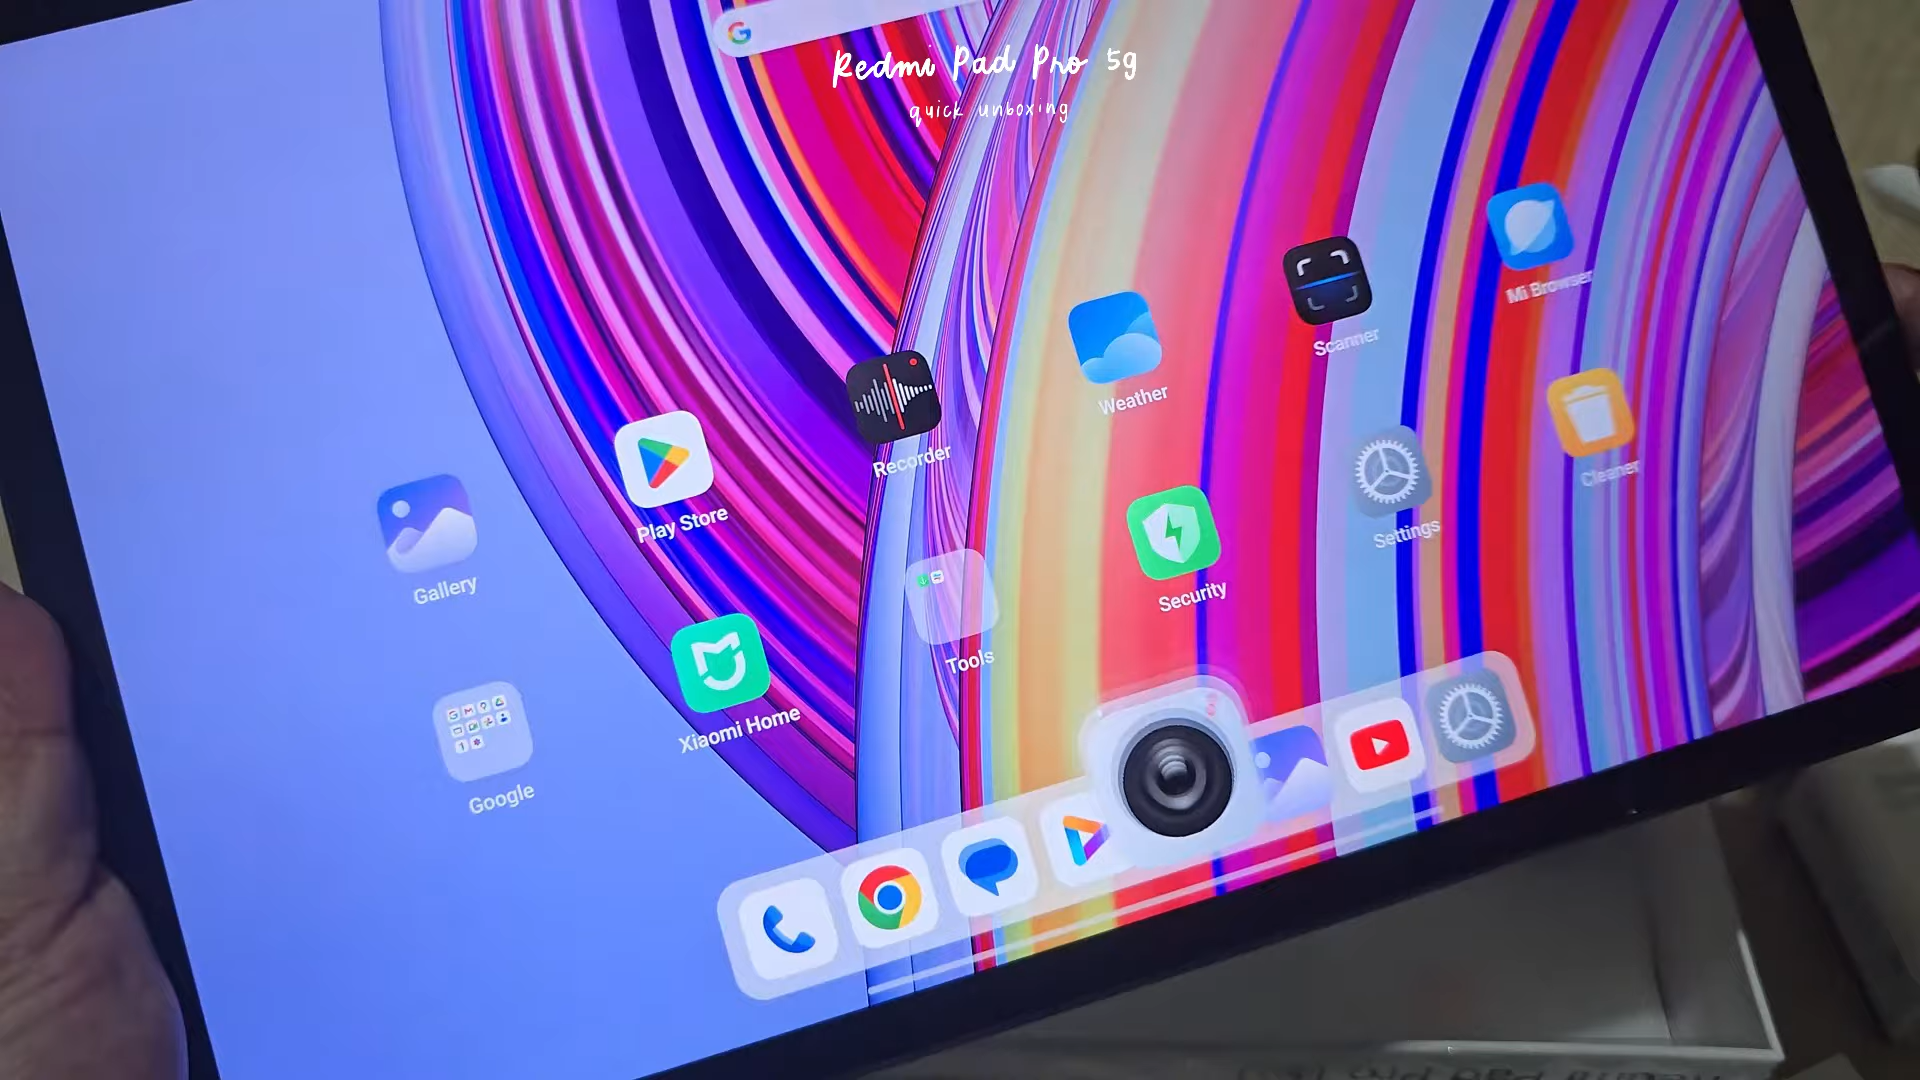 Redmi Pad Pro 5g
quick unboxing
Mi Browser
Scanner
Weather
Recorder
Play Store
Gallery
Cleaner
Settings
Security
Tools
Xiaomi Home
Google